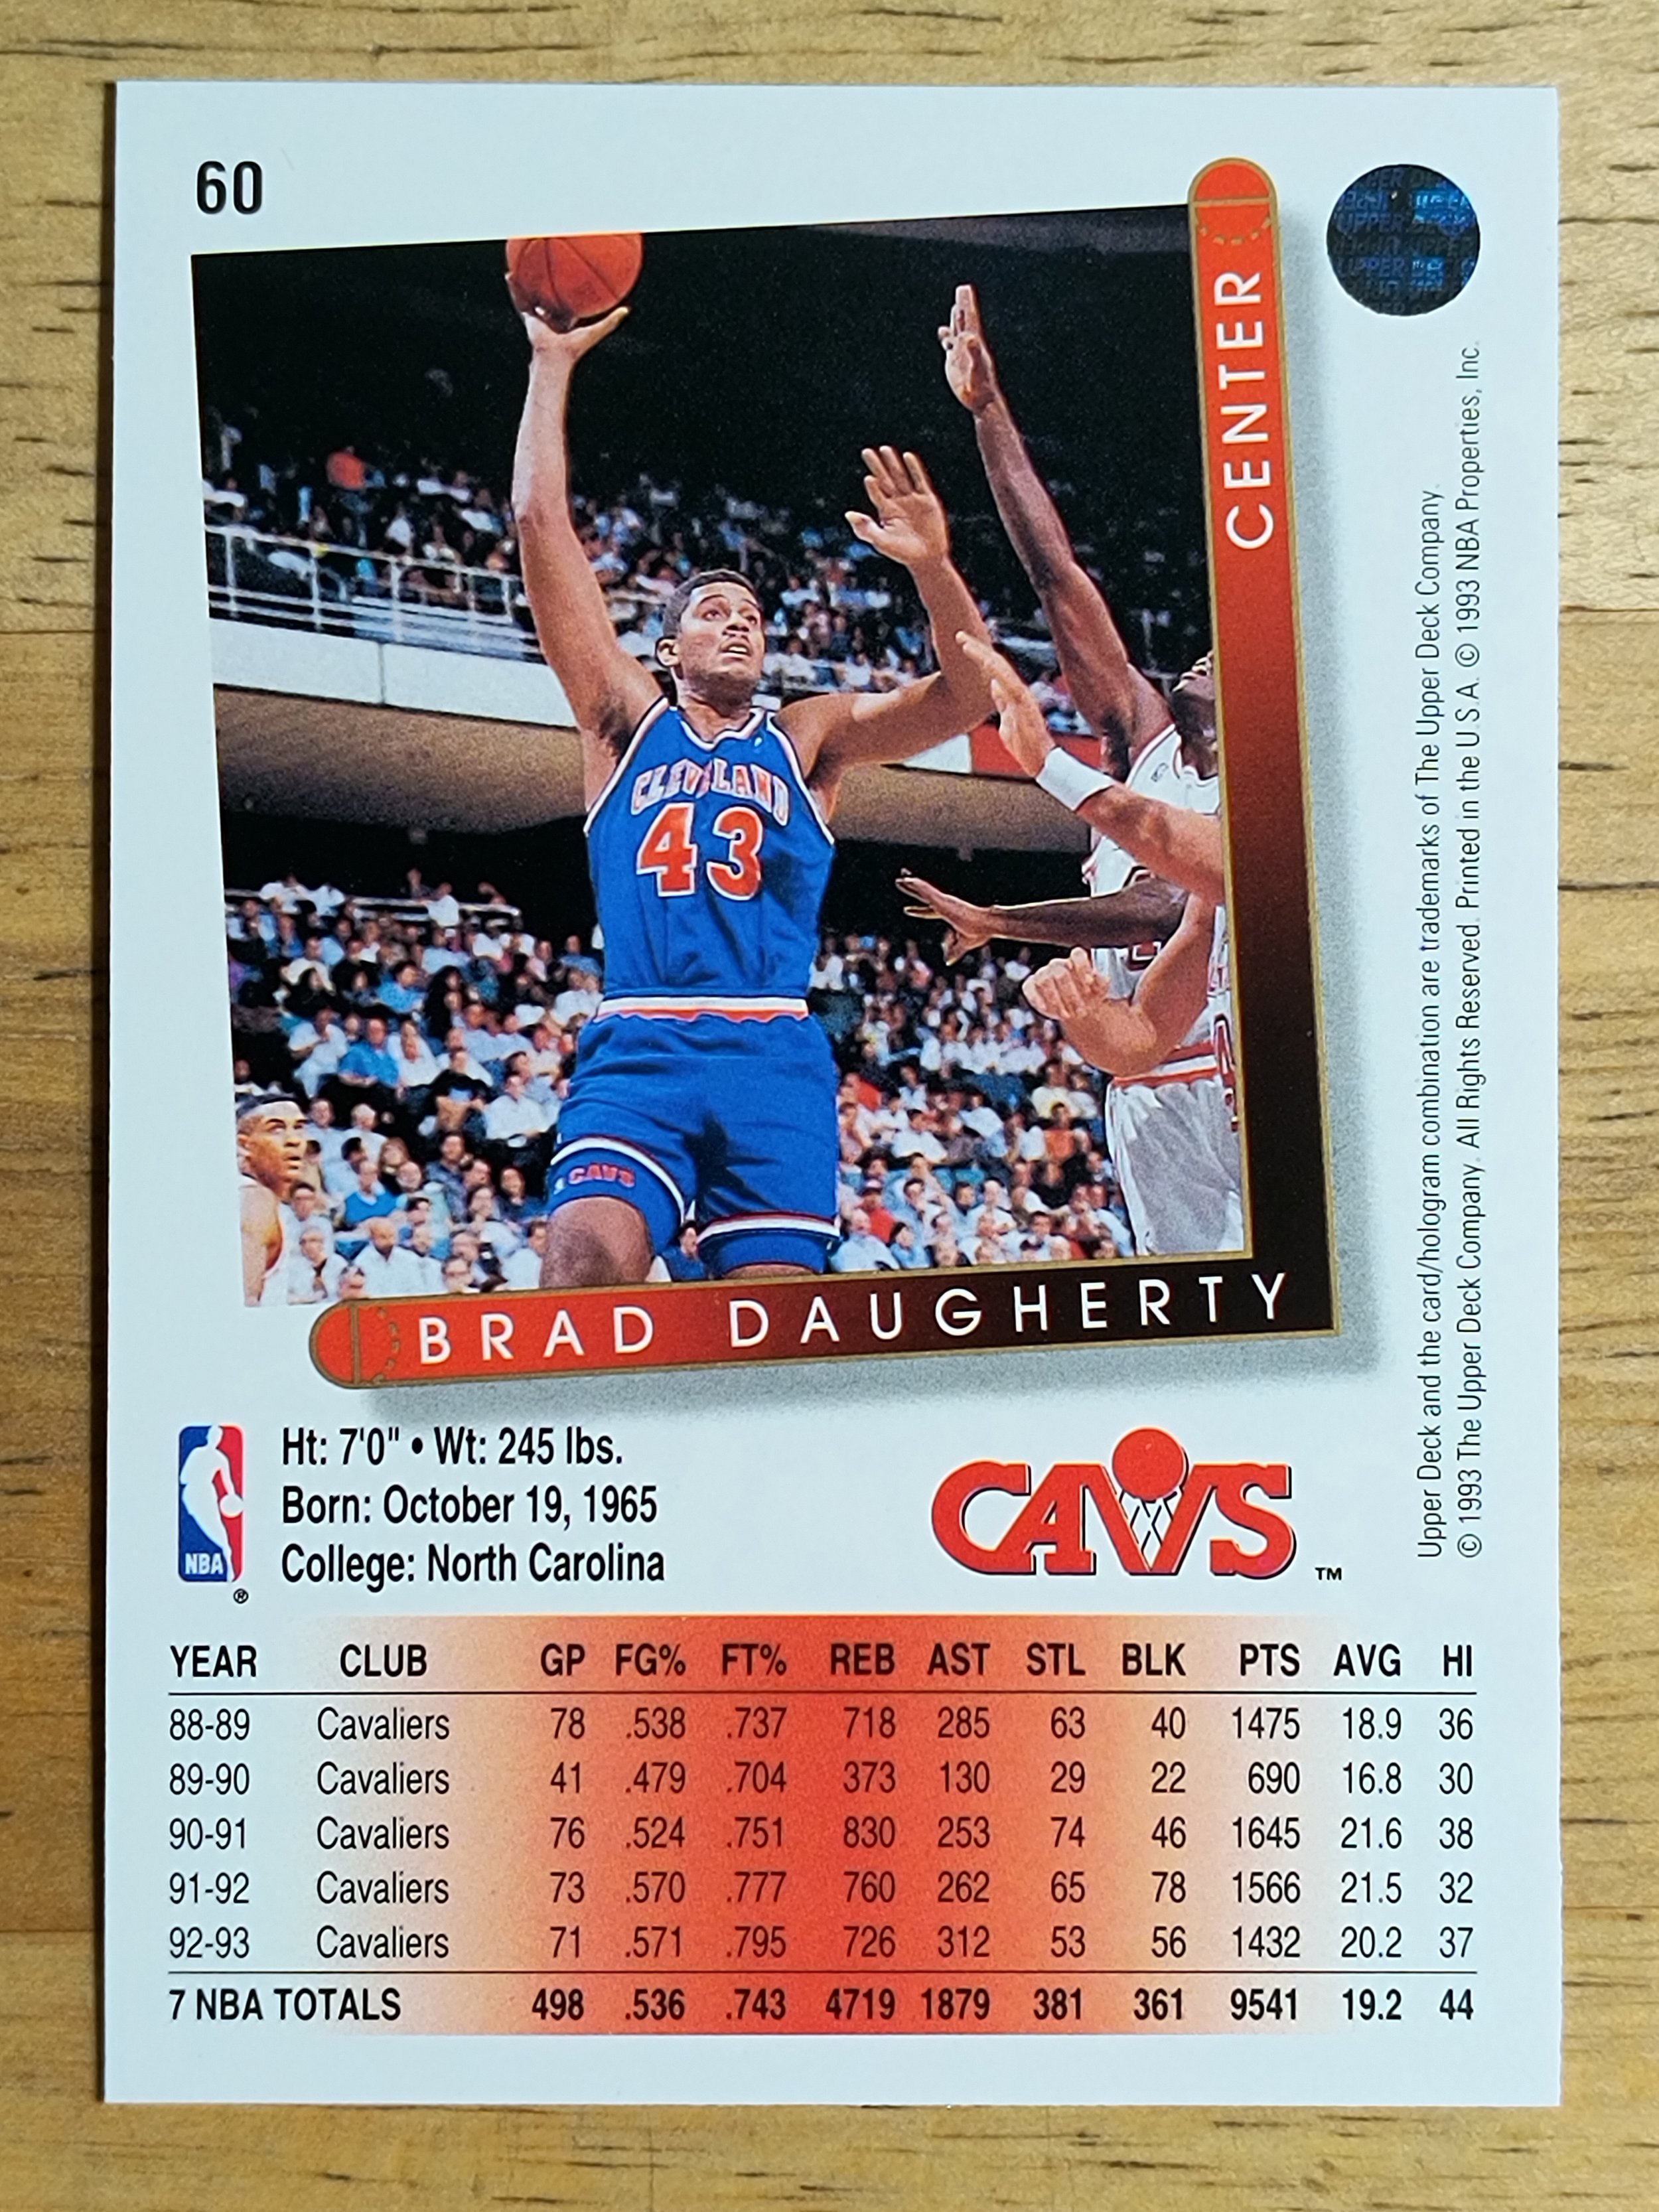 60
CENTER
CLEVELAND
43
CAVS
BRAD DAUGHERTY
NBA
®
Ht: 7'0" • Wt: 245 lbs.
Born: October 19, 1965
College: North Carolina
CAVS ™
Upper Deck and the card/hologram combination are trademarks of The Upper Deck Company.
© 1993 The Upper Deck Company. All Rights Reserved. Printed in the U.S.A. © 1993 NBA Properties, Inc.
YEAR CLUB GP FG% FT% REB AST STL BLK PTS AVG HI
88-89 Cavaliers 78 .538 .737 718 285 63 40 1475 18.9 36
89-90 Cavaliers 41 .479 .704 373 130 29 22 690 16.8 30
90-91 Cavaliers 76 .524 .751 830 253 74 46 1645 21.6 38
91-92 Cavaliers 73 .570 .777 760 262 65 78 1566 21.5 32
92-93 Cavaliers 71 .571 .795 726 312 53 56 1432 20.2 37
7 NBA TOTALS 498 .536 .743 4719 1879 381 361 9541 19.2 44